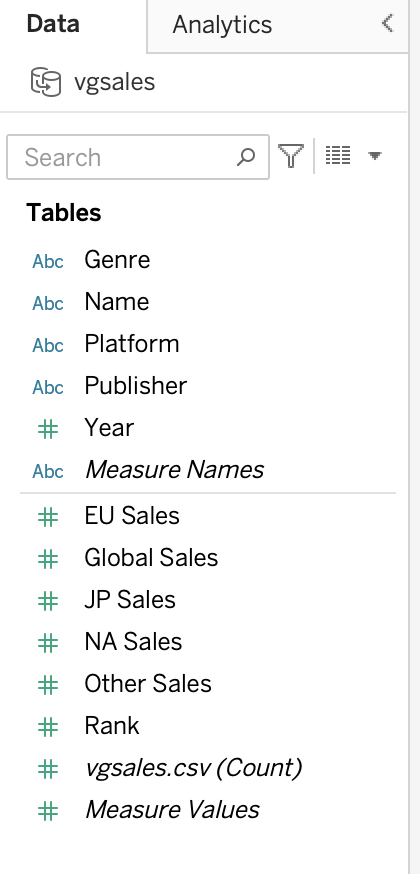 Data Analytics
vgsales
Search
Tables
Abc Genre
Abc Name
Abc Platform
Abc Publisher
# Year
Abc Measure Names
# EU Sales
# Global Sales
# JP Sales
# NA Sales
# Other Sales
# Rank
# vgsales.csv (Count)
# Measure Values